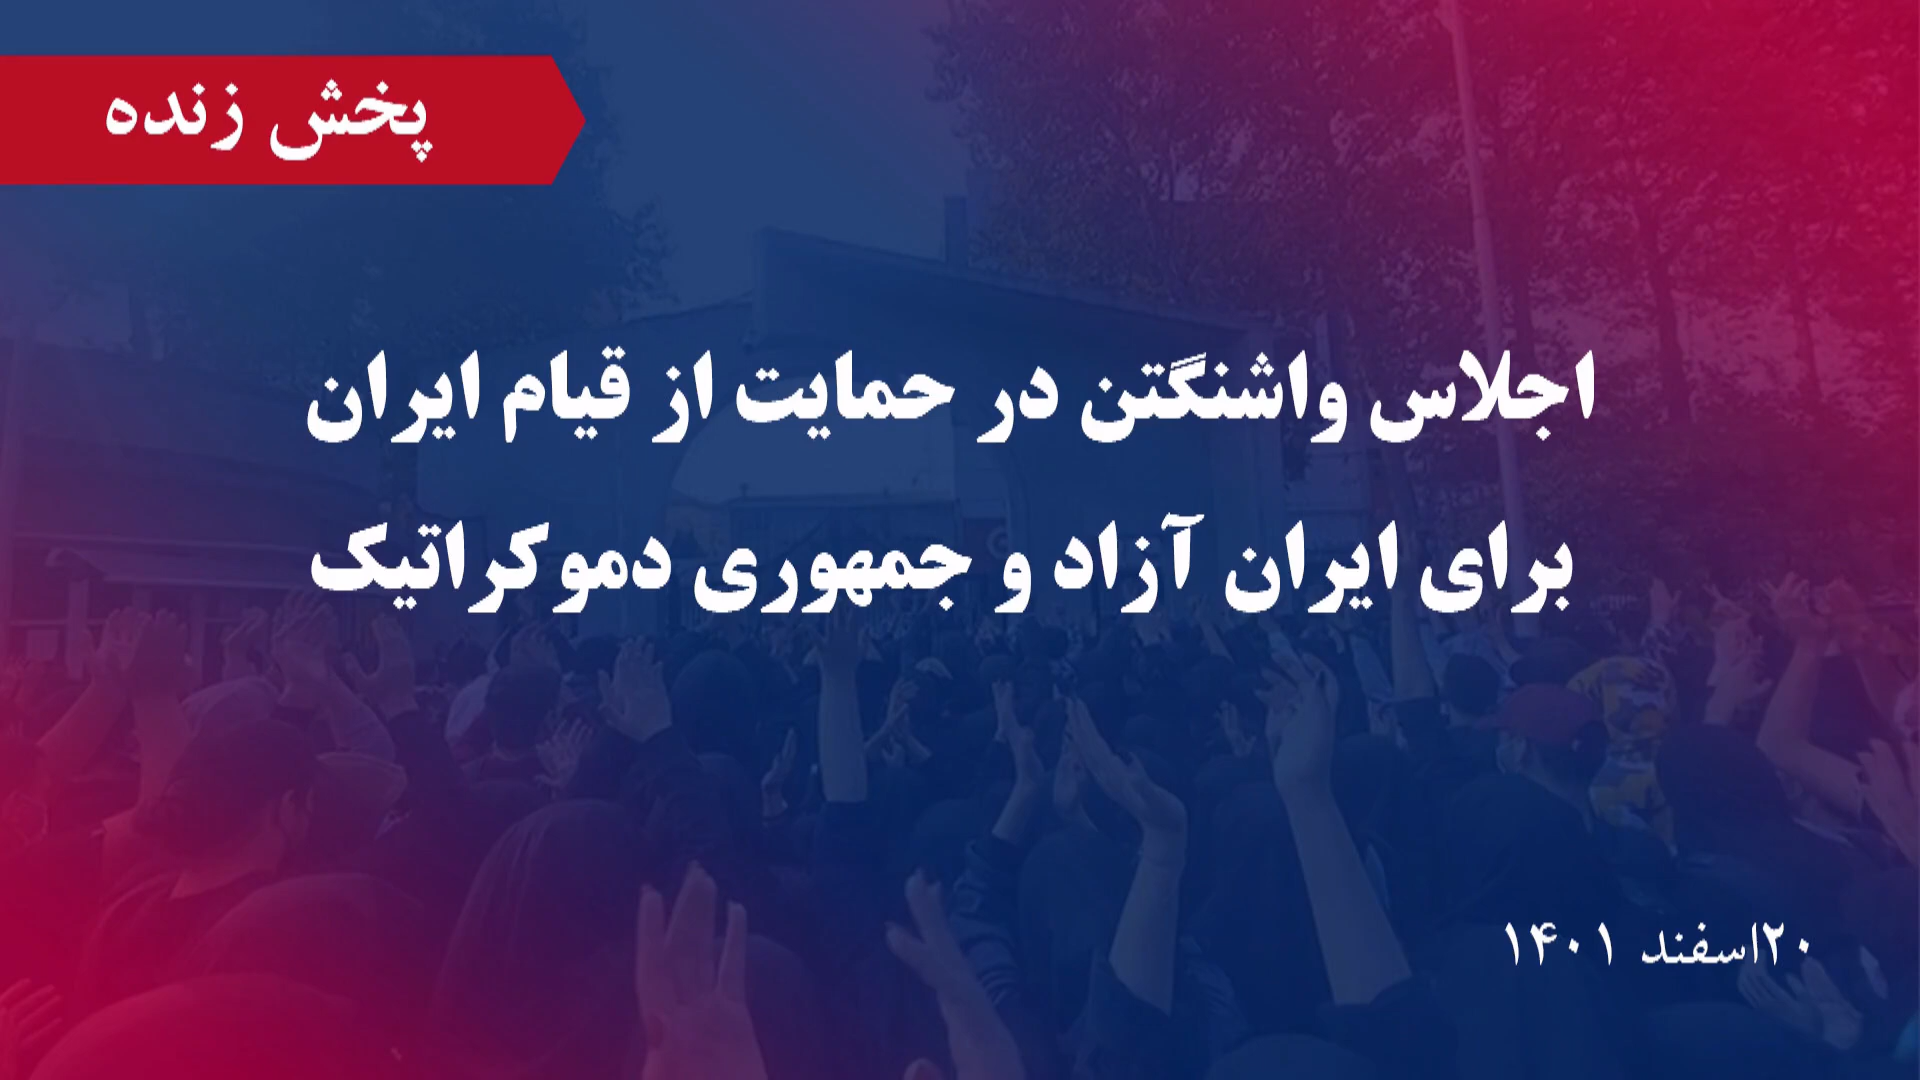 پخش زنده
اجلاس واشنگتن در حمایت از قیام ایران
برای ایران آزاد و جمهوری دموکراتیک
۲۰اسفند ۱۴۰۱